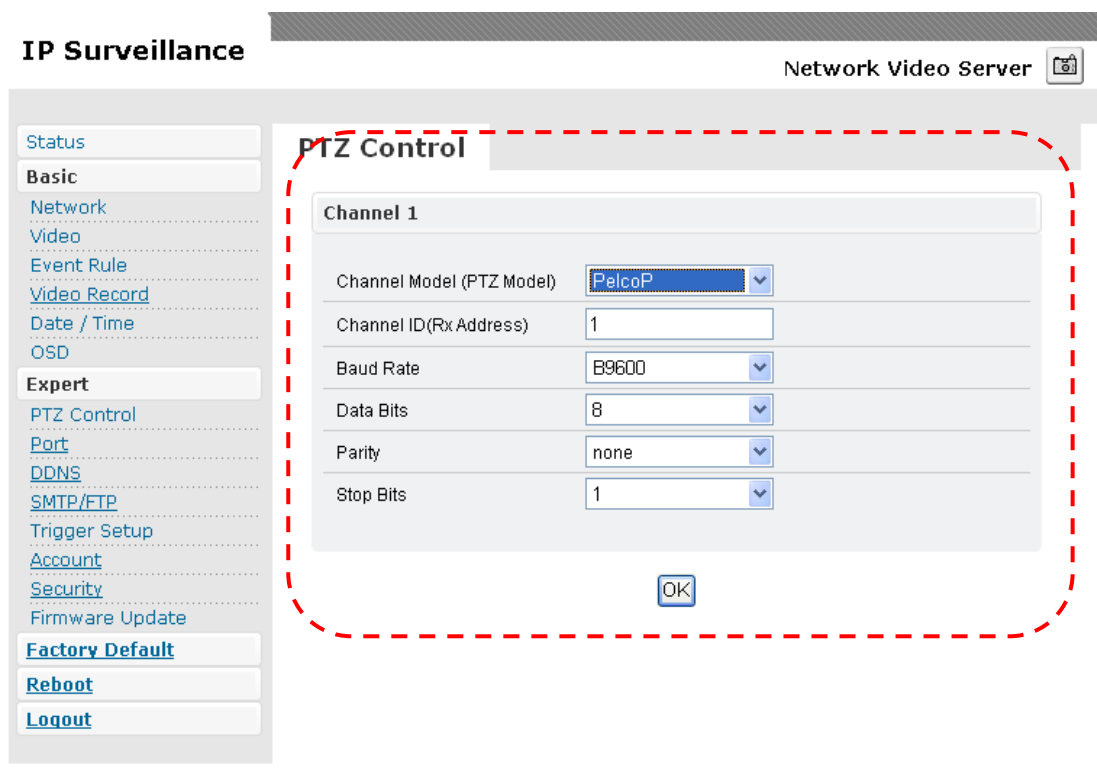 IP Surveillance
Network Video Server
Status
Basic
Network
Video
Event Rule
Video Record
Date / Time
OSD
Expert
PTZ Control
Port
DDNS
SMTP/FTP
Trigger Setup
Account
Security
Firmware Update
Factory Default
Reboot
Logout
PTZ Control
Channel 1
Channel Model (PTZ Model) PelcoP
Channel ID(Rx Address) 1
Baud Rate B9600
Data Bits 8
Parity none
Stop Bits 1
OK